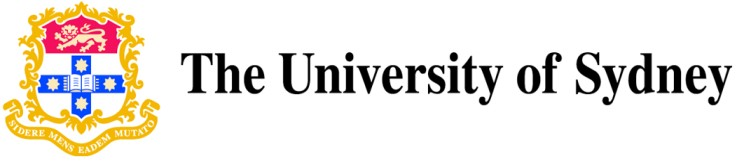 The University of Sydney
SIDERE MENS EADEM MUTATO